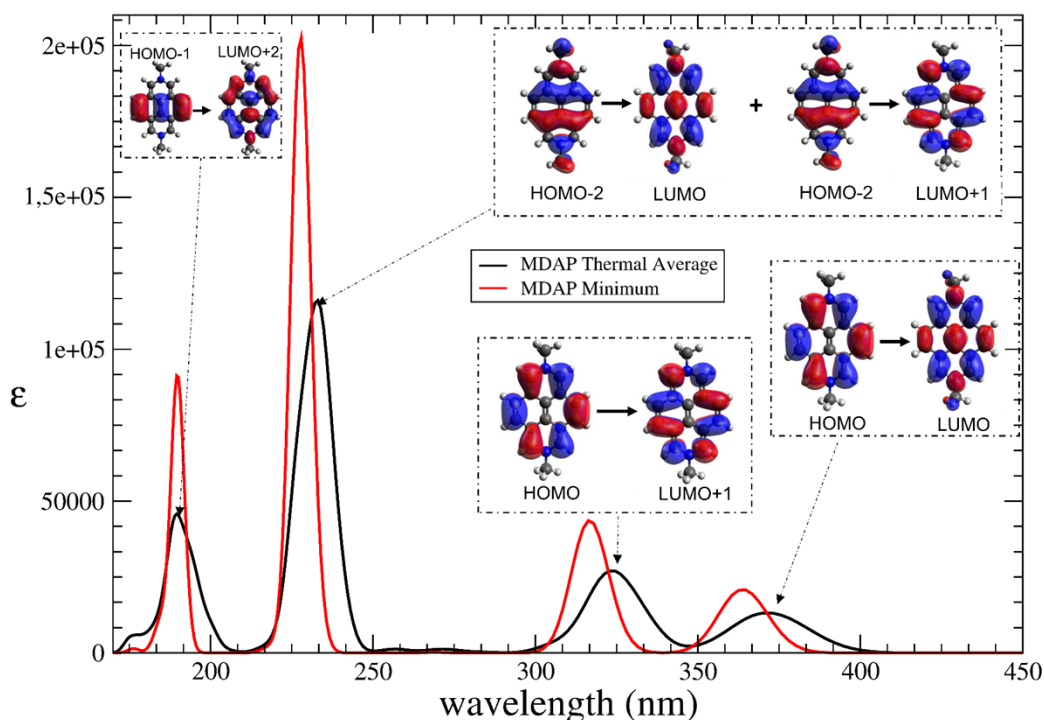 2e+05
1,5e+05
1e+05
50000
0
ε
HOMO-1 LUMO+2
+
HOMO-2 LUMO HOMO-2 LUMO+1
MDAP Thermal Average
MDAP Minimum
HOMO LUMO+1
HOMO LUMO
200 250 300 350 400 450
wavelength (nm)